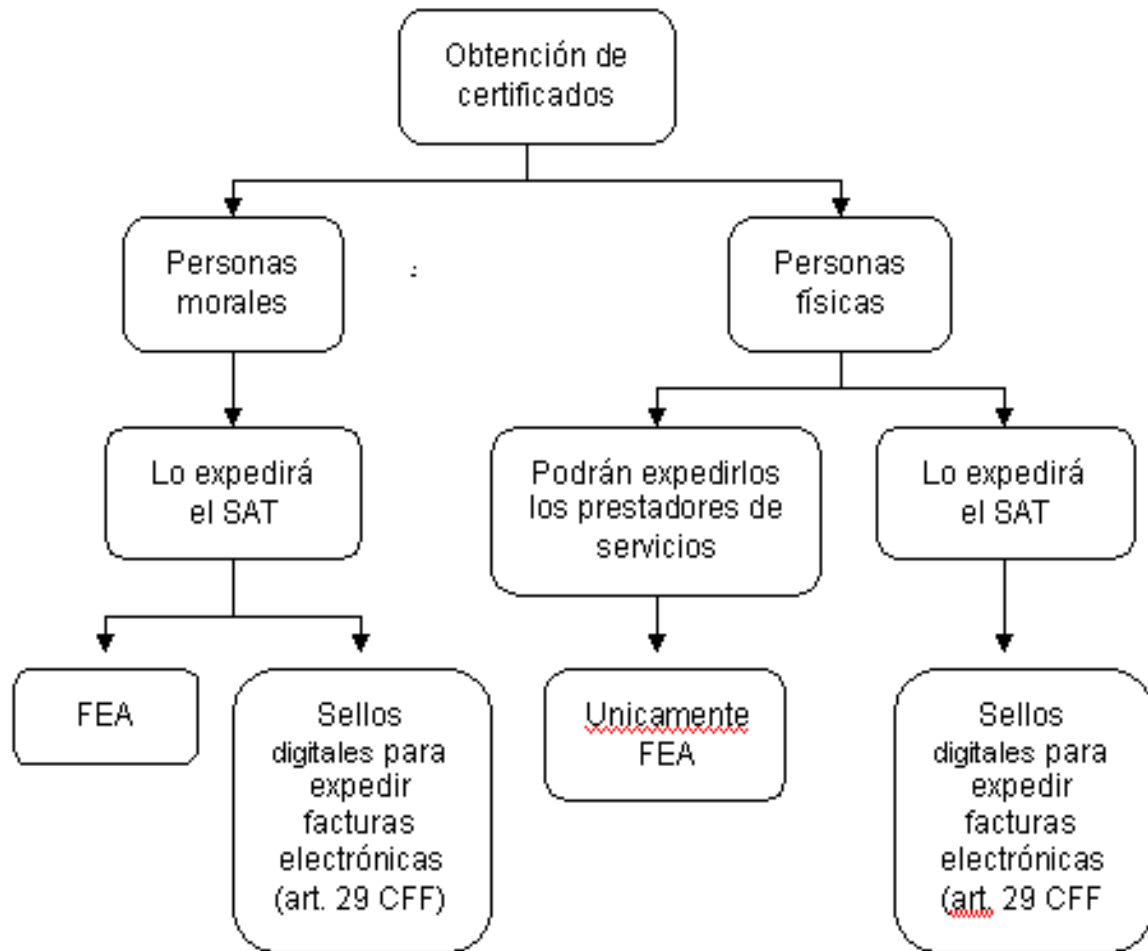 Obtención de
certificados
Personas
morales
:
Personas
físicas
Lo expedirá
el SAT
Podrán expedirlos
los prestadores de
servicios
Lo expedirá
el SAT
FEA
Sellos
digitales para
expedir
facturas
electrónicas
(art. 29 CFF)
Unicamente
FEA
Sellos
digitales para
expedir
facturas
electrónicas
(art. 29 CFF